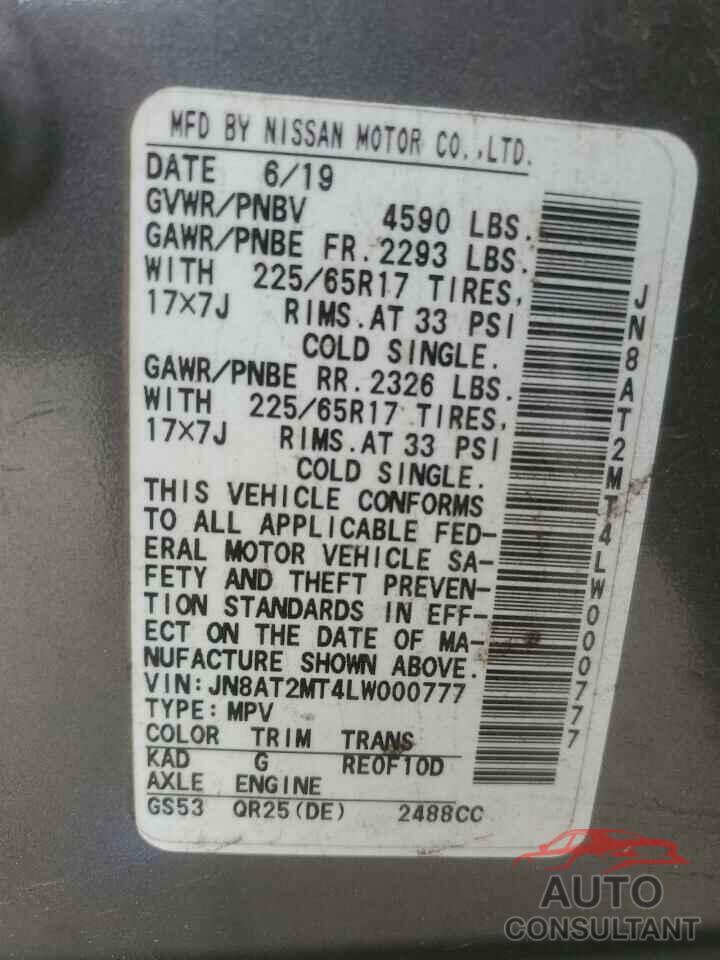 MFD BY NISSAN MOTOR CO.,LTD.
DATE 6/19
GVWR/PNBV 4590 LBS.
GAWR/PNBE FR.2293 LBS.
WITH 225/65R17 TIRES,
17X7J RIMS.AT 33 PSI
COLD SINGLE.
GAWR/PNBE RR.2326 LBS.
WITH 225/65R17 TIRES,
17X7J RIMS.AT 33 PSI
COLD SINGLE.
THIS VEHICLE CONFORMS
TO ALL APPLICABLE FED-
ERAL MOTOR VEHICLE SA-
FETY AND THEFT PREVEN-
TION STANDARDS IN EFF-
ECT ON THE DATE OF MA-
NUFACTURE SHOWN ABOVE.
VIN:JN8AT2MT4LW000777
TYPE:MPV
COLOR TRIM TRANS
KAD G RE0F10D
AXLE ENGINE
GS53 QR25(DE) 2488CC
JN8AT2MT4LW000777
AUTO
CONSULTANT